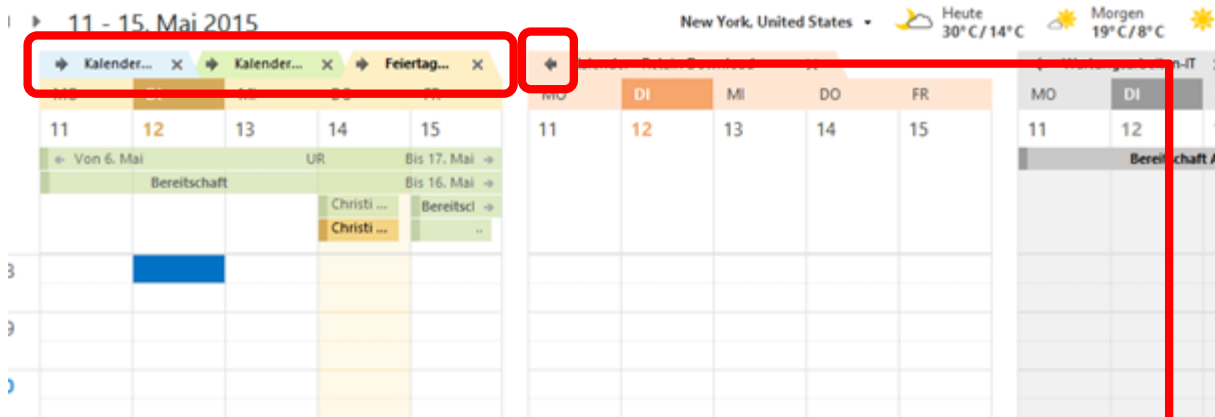 11 - 15. Mai 2015
New York, United States
Heute
30°C/14°C
Morgen
19°C/8°C
Kalender...
Kalender...
Feiertag...
MO DI MI DO FR
MO DI MI DO FR
MO DI
11 12 13 14 15
11 12 13 14 15
11 12
Von 6. Mai UR Bis 17. Mai
Bereitschaft Bis 16. Mai
Bereitschaft A
Christi ... Bereitscl
Christi ... ..